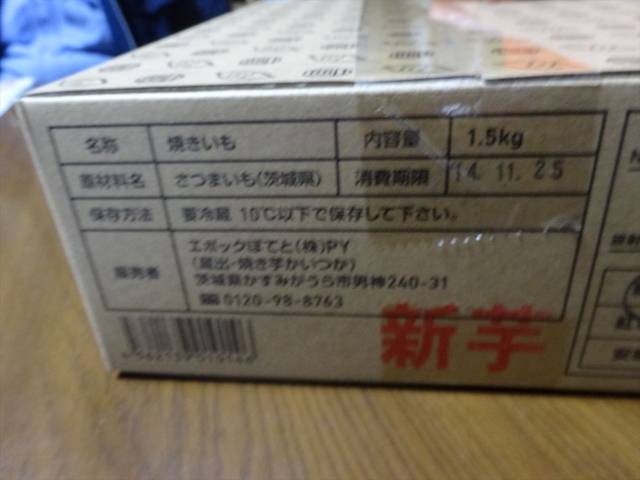 名称 焼きいも 内容量 1.5kg
原材料名 さつまいも(茨城県) 消費期限 14.11.25
保存方法 要冷蔵 10℃以下で保存して下さい。
販売者 エポックぽてと(株)PY
(蔵出・焼き芋かいつか)
茨城県かすみがうら市男神240-31
0120-98-8763
新芋